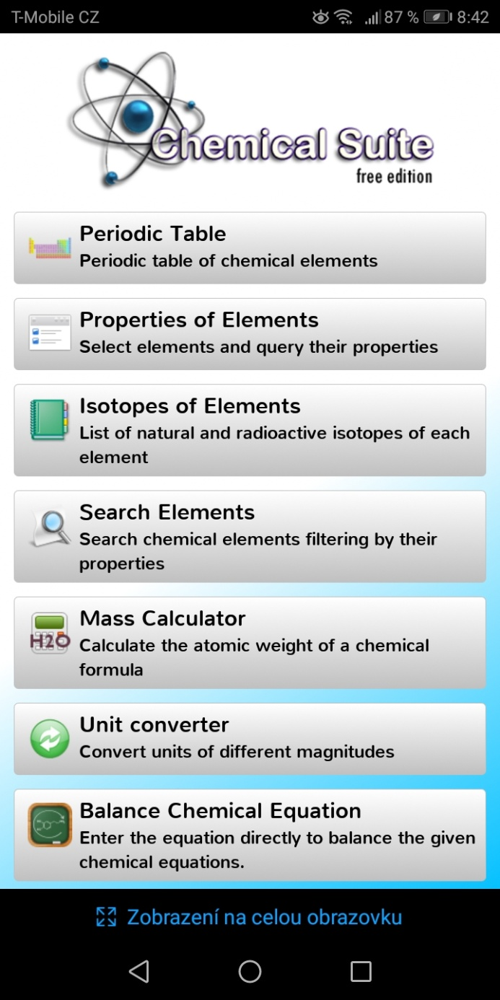 T-Mobile CZ 87 % 8:42
Chemical Suite
free edition
Periodic Table
Periodic table of chemical elements
Properties of Elements
Select elements and query their properties
Isotopes of Elements
List of natural and radioactive isotopes of each
element
Search Elements
Search chemical elements filtering by their
properties
H2O
Mass Calculator
Calculate the atomic weight of a chemical
formula
Unit converter
Convert units of different magnitudes
Balance Chemical Equation
Enter the equation directly to balance the given
chemical equations.
Zobrazení na celou obrazovku